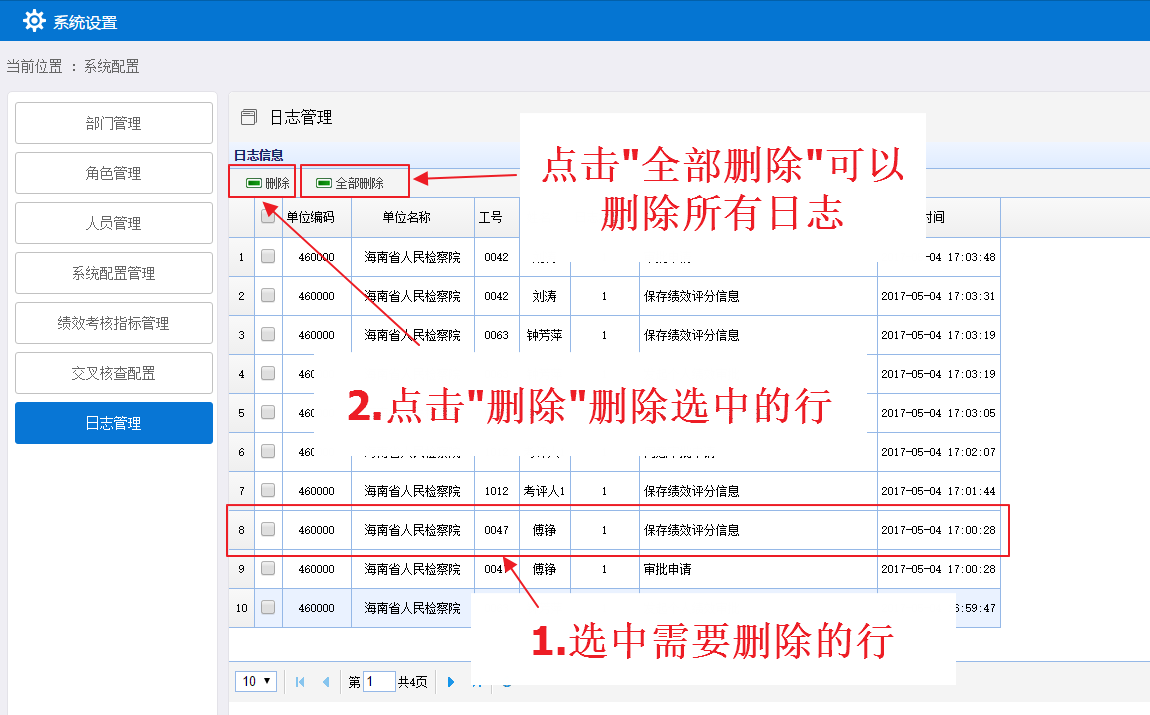 系统设置
当前位置 : 系统配置
部门管理
角色管理
人员管理
系统配置管理
绩效考核指标管理
交叉核查配置
日志管理
日志管理
日志信息
删除 全部删除
点击"全部删除"可以
删除所有日志
单位编码 单位名称 工号 时间
1 460000 海南省人民检察院 0042 -04 17:03:48
2 460000 海南省人民检察院 0042 刘涛 1 保存绩效评分信息 2017-05-04 17:03:31
3 460000 海南省人民检察院 0063 钟芳萍 1 保存绩效评分信息 2017-05-04 17:03:19
4 460 2017-05-04 17:03:19
5 460 2017-05-04 17:03:05
2.点击"删除"删除选中的行
6 460 2017-05-04 17:02:07
7 460000 海南省人民检察院 1012 考评人1 1 保存绩效评分信息 2017-05-04 17:01:44
8 460000 海南省人民检察院 0047 傅铮 1 保存绩效评分信息 2017-05-04 17:00:28
9 460000 海南省人民检察院 0047 傅铮 1 审批申请 2017-05-04 17:00:28
10 460000 海南省人民检察院 :59:47
1.选中需要删除的行
10 第 1 共4页